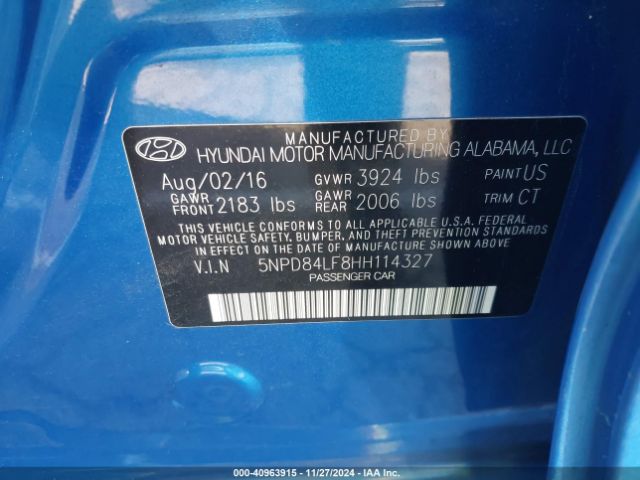 MANUFACTURED BY
HYUNDAI MOTOR MANUFACTURING ALABAMA, LLC
Aug/02/16 GVWR 3924 lbs PAINT US
GAWR FRONT 2183 lbs GAWR REAR 2006 lbs TRIM CT
THIS VEHICLE CONFORMS TO ALL APPLICABLE U.S.A. FEDERAL
MOTOR VEHICLE SAFETY, BUMPER, AND THEFT PREVENTION STANDARDS
IN EFFECT ON THE DATE OF MANUFACTURE SHOWN ABOVE.
V.I.N 5NPD84LF8HH114327
PASSENGER CAR
000-40963915 - 11/27/2024 - IAA Inc.